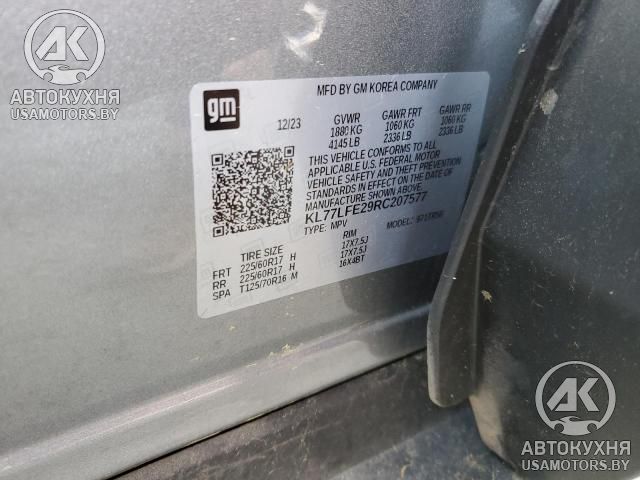 AK
АВТОКУХНЯ
USAMOTORS.BY
gm
MFD BY GM KOREA COMPANY
12/23
GVWR GAWR FRT GAWR RR
1880 KG 1060 KG 1060 KG
4145 LB 2336 LB 2336 LB
THIS VEHICLE CONFORMS TO ALL
APPLICABLE U.S. FEDERAL MOTOR
VEHICLE SAFETY AND THEFT PREVENTION
STANDARDS IN EFFECT ON THE DATE OF
MANUFACTURE SHOWN ABOVE.
KL77LFE29RC207577
TYPE: MPV MODEL:
TIRE SIZE RIM
FRT 225/60R17 H 17X7.5J
RR 225/60R17 H 17X7.5J
SPA T125/70R16 M 16X4BT
AK
АВТОКУХНЯ
USAMOTORS.BY